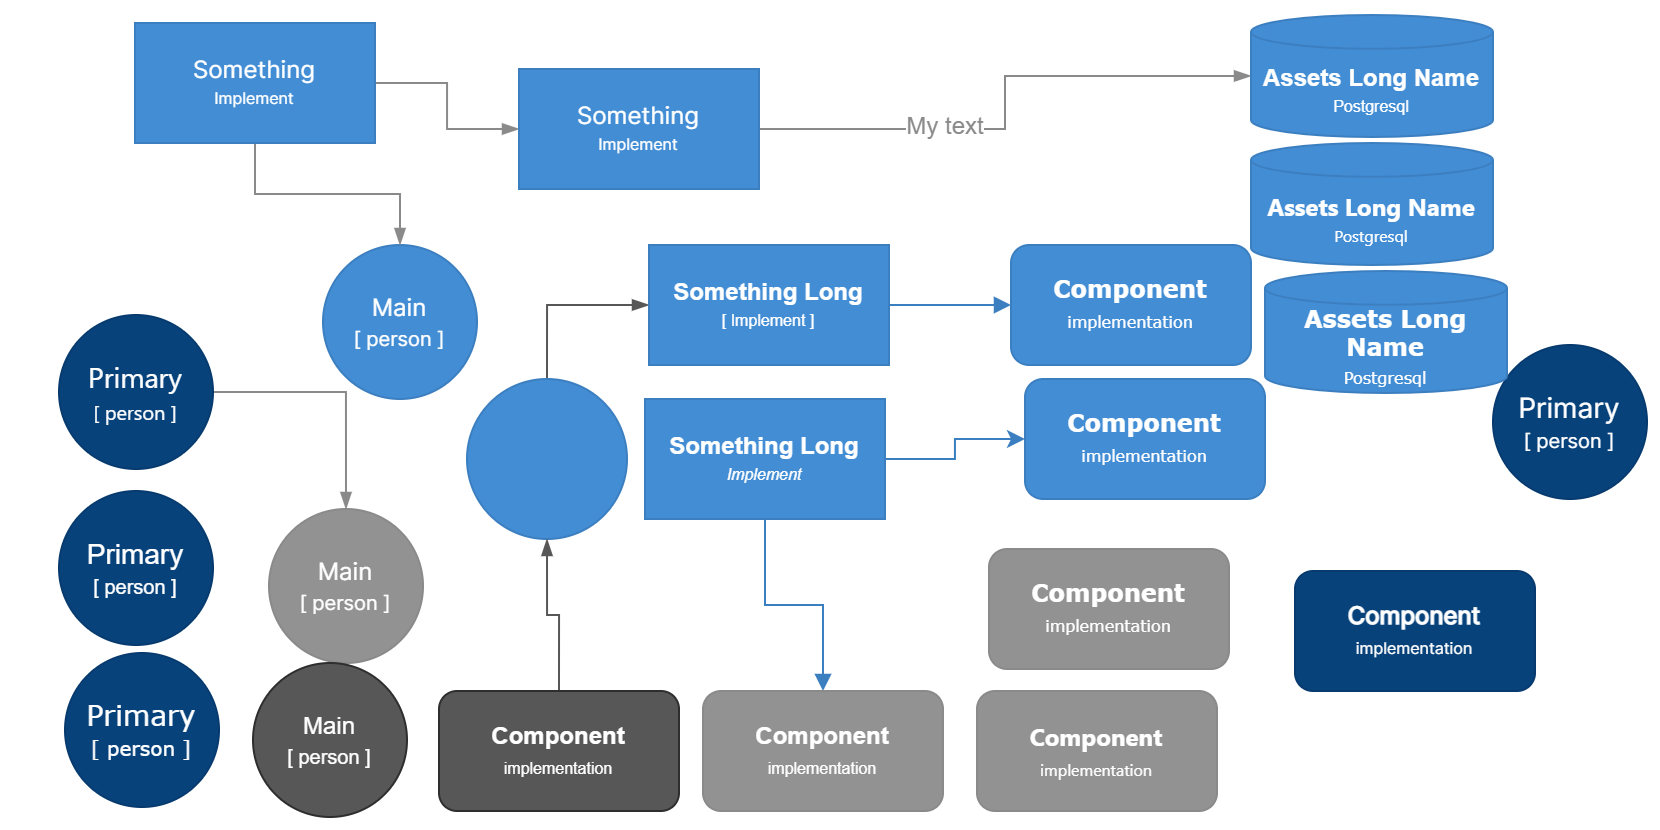 Something
Implement
Something
Implement
My text
Assets Long Name
Postgresql
Assets Long Name
Postgresql
Main
[ person ]
Something Long
[ Implement ]
Component
implementation
Assets Long
Name
Postgresql
Primary
[ person ]
Something Long
Implement
Component
implementation
Primary
[ person ]
Primary
[ person ]
Main
[ person ]
Component
implementation
Component
implementation
Primary
[ person ]
Main
[ person ]
Component
implementation
Component
implementation
Component
implementation